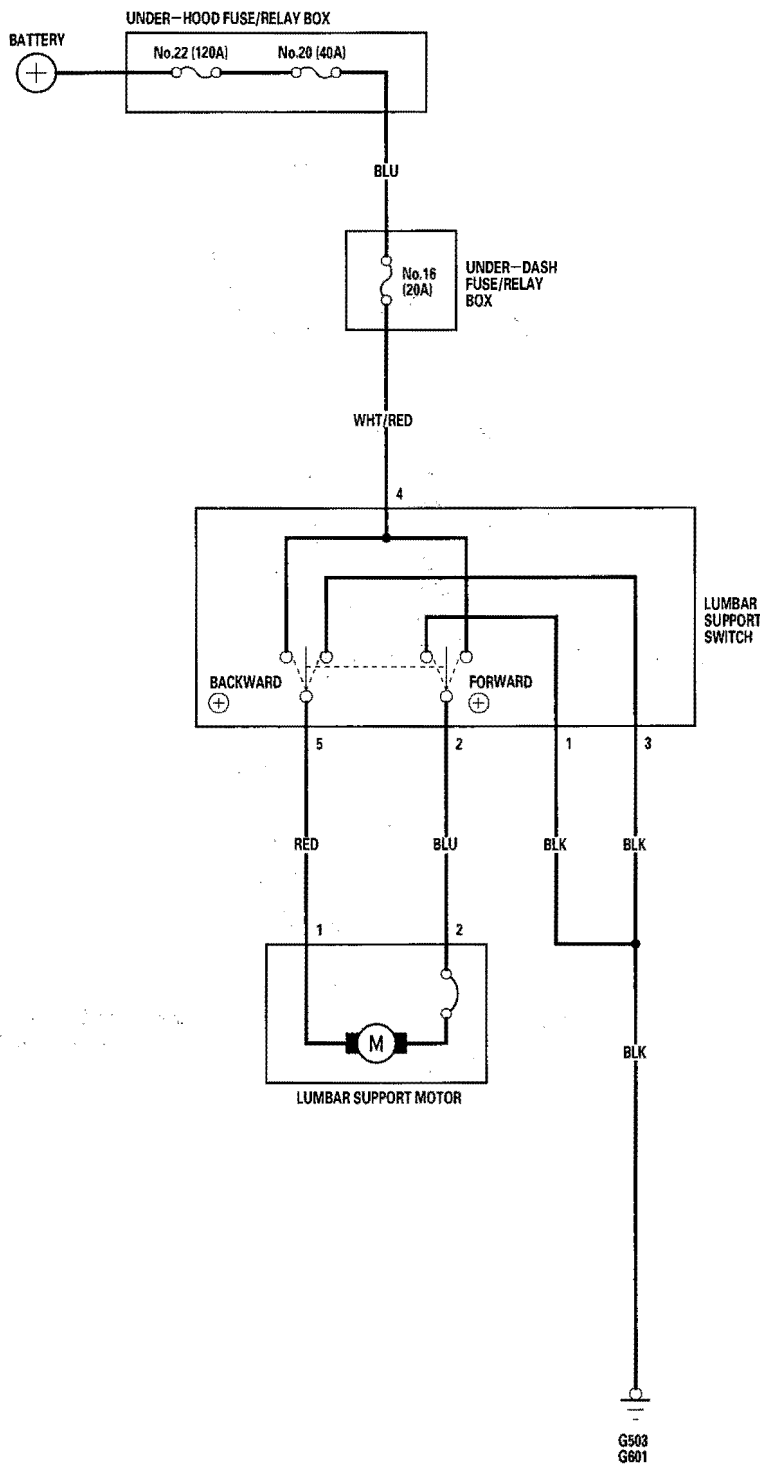 UNDER-HOOD FUSE/RELAY BOX
BATTERY
No.22 (120A)
No.20 (40A)
BLU
No.16
(20A)
UNDER-DASH
FUSE/RELAY
BOX
WHT/RED
4
LUMBAR
SUPPORT
SWITCH
BACKWARD
FORWARD
5
2
1
3
RED
BLU
BLK
BLK
1
2
M
BLK
LUMBAR SUPPORT MOTOR
G503
G601